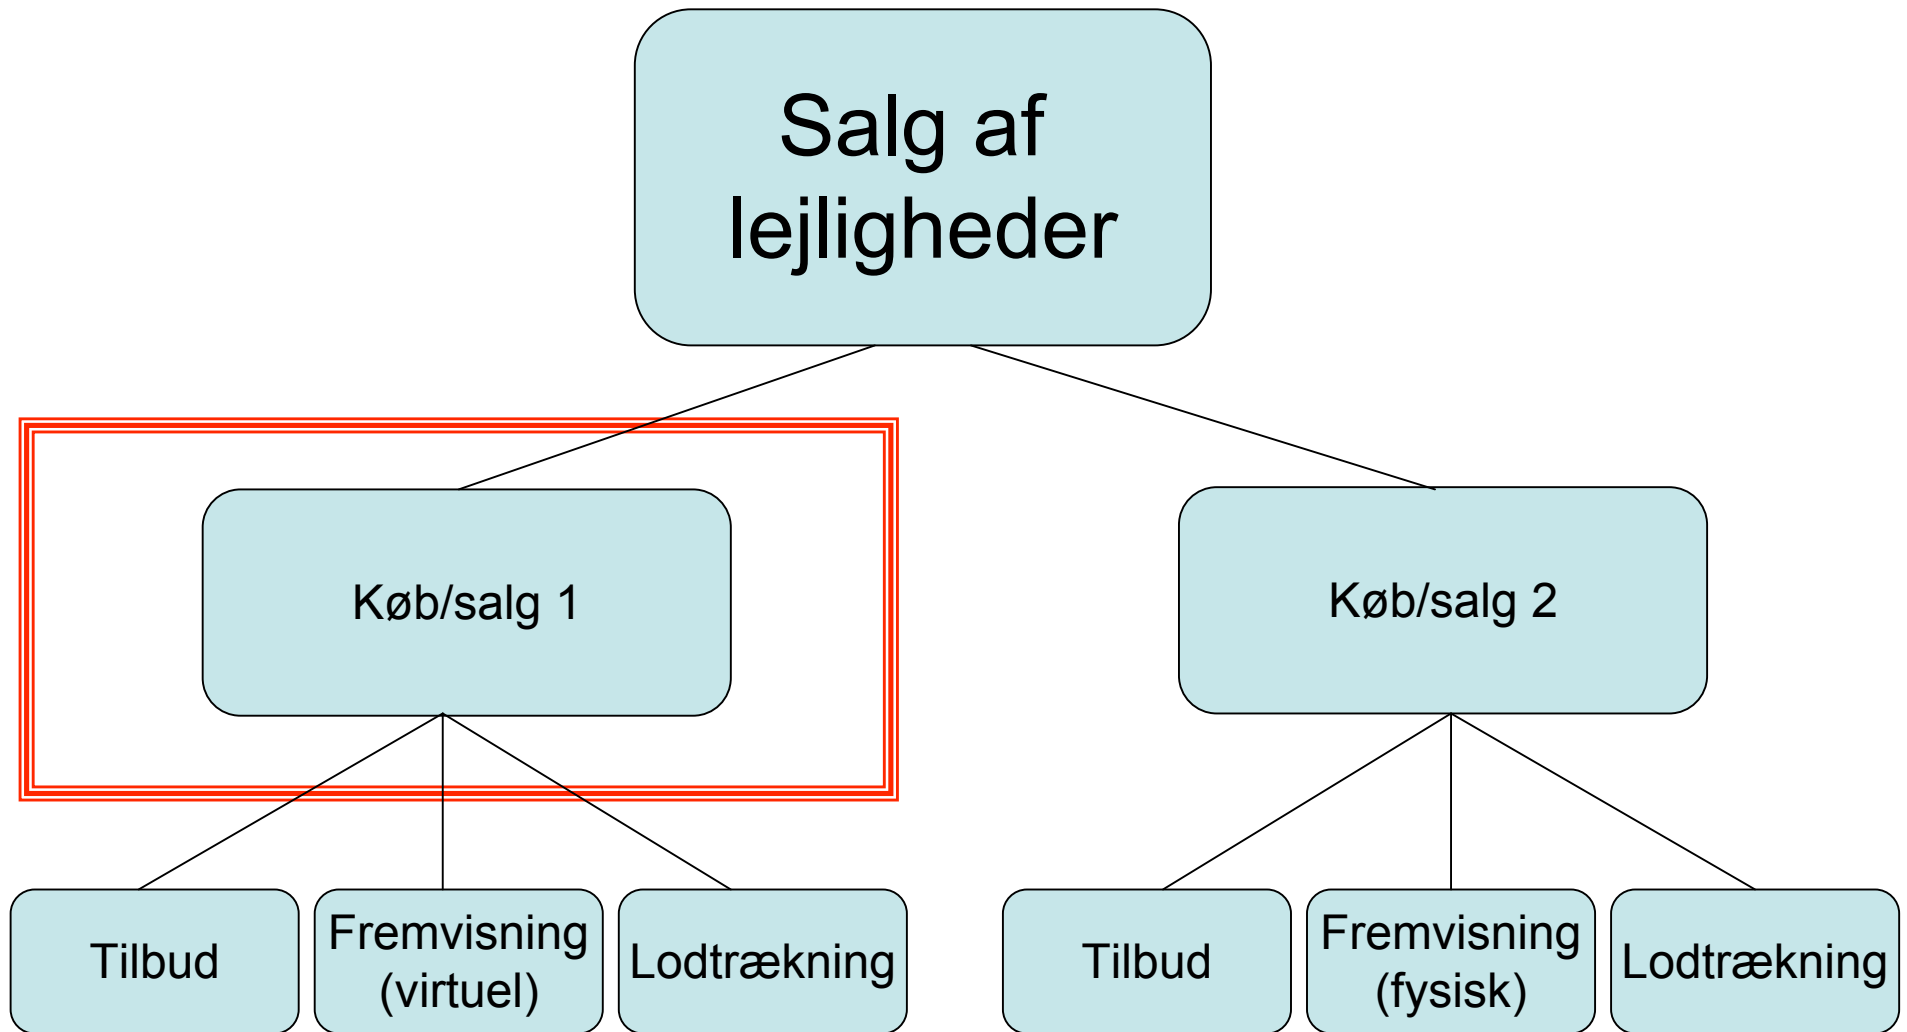 Salg af
lejligheder
Køb/salg 1
Køb/salg 2
Tilbud
Fremvisning
(virtuel)
Lodtrækning
Tilbud
Fremvisning
(fysisk)
Lodtrækning